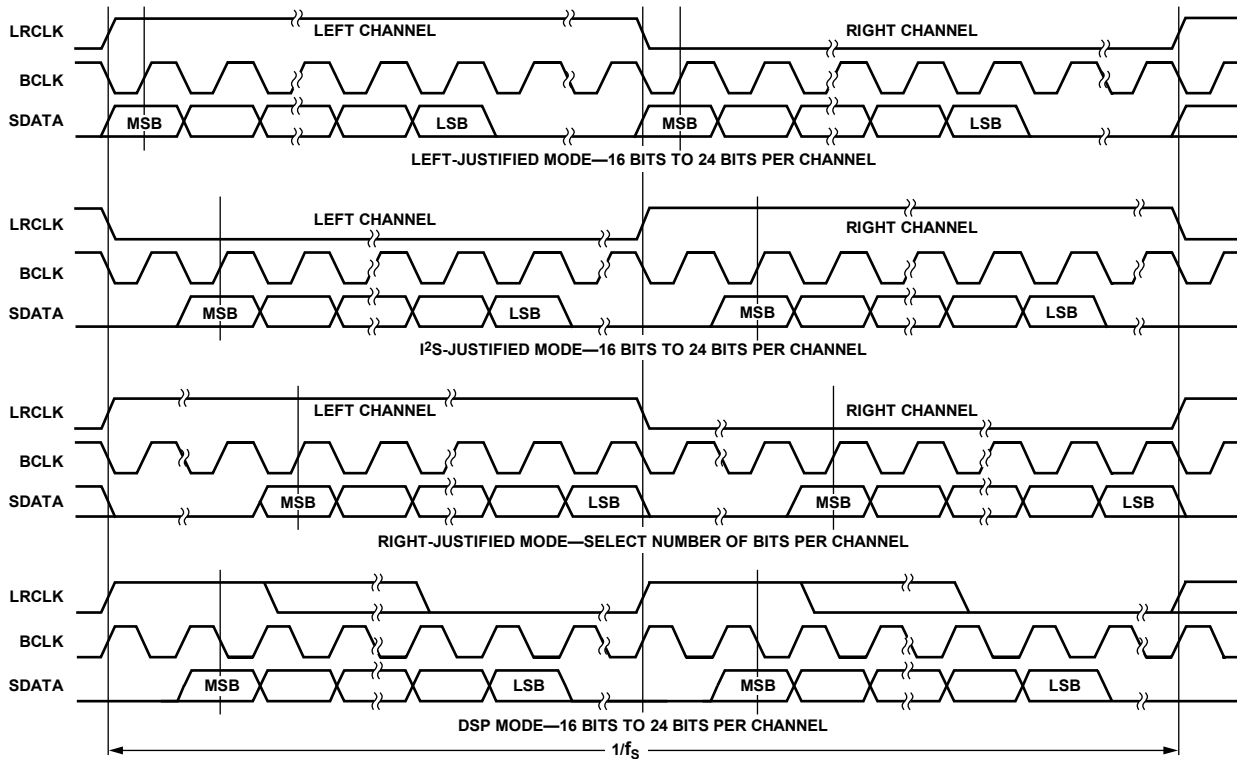 LRCLK
LEFT CHANNEL
RIGHT CHANNEL
BCLK
SDATA
MSB
LSB
MSB
LSB
LEFT-JUSTIFIED MODE—16 BITS TO 24 BITS PER CHANNEL
LRCLK
LEFT CHANNEL
RIGHT CHANNEL
BCLK
SDATA
MSB
LSB
MSB
LSB
I²S-JUSTIFIED MODE—16 BITS TO 24 BITS PER CHANNEL
LRCLK
LEFT CHANNEL
RIGHT CHANNEL
BCLK
SDATA
MSB
LSB
MSB
LSB
RIGHT-JUSTIFIED MODE—SELECT NUMBER OF BITS PER CHANNEL
LRCLK
BCLK
SDATA
MSB
LSB
MSB
LSB
DSP MODE—16 BITS TO 24 BITS PER CHANNEL
1/fS